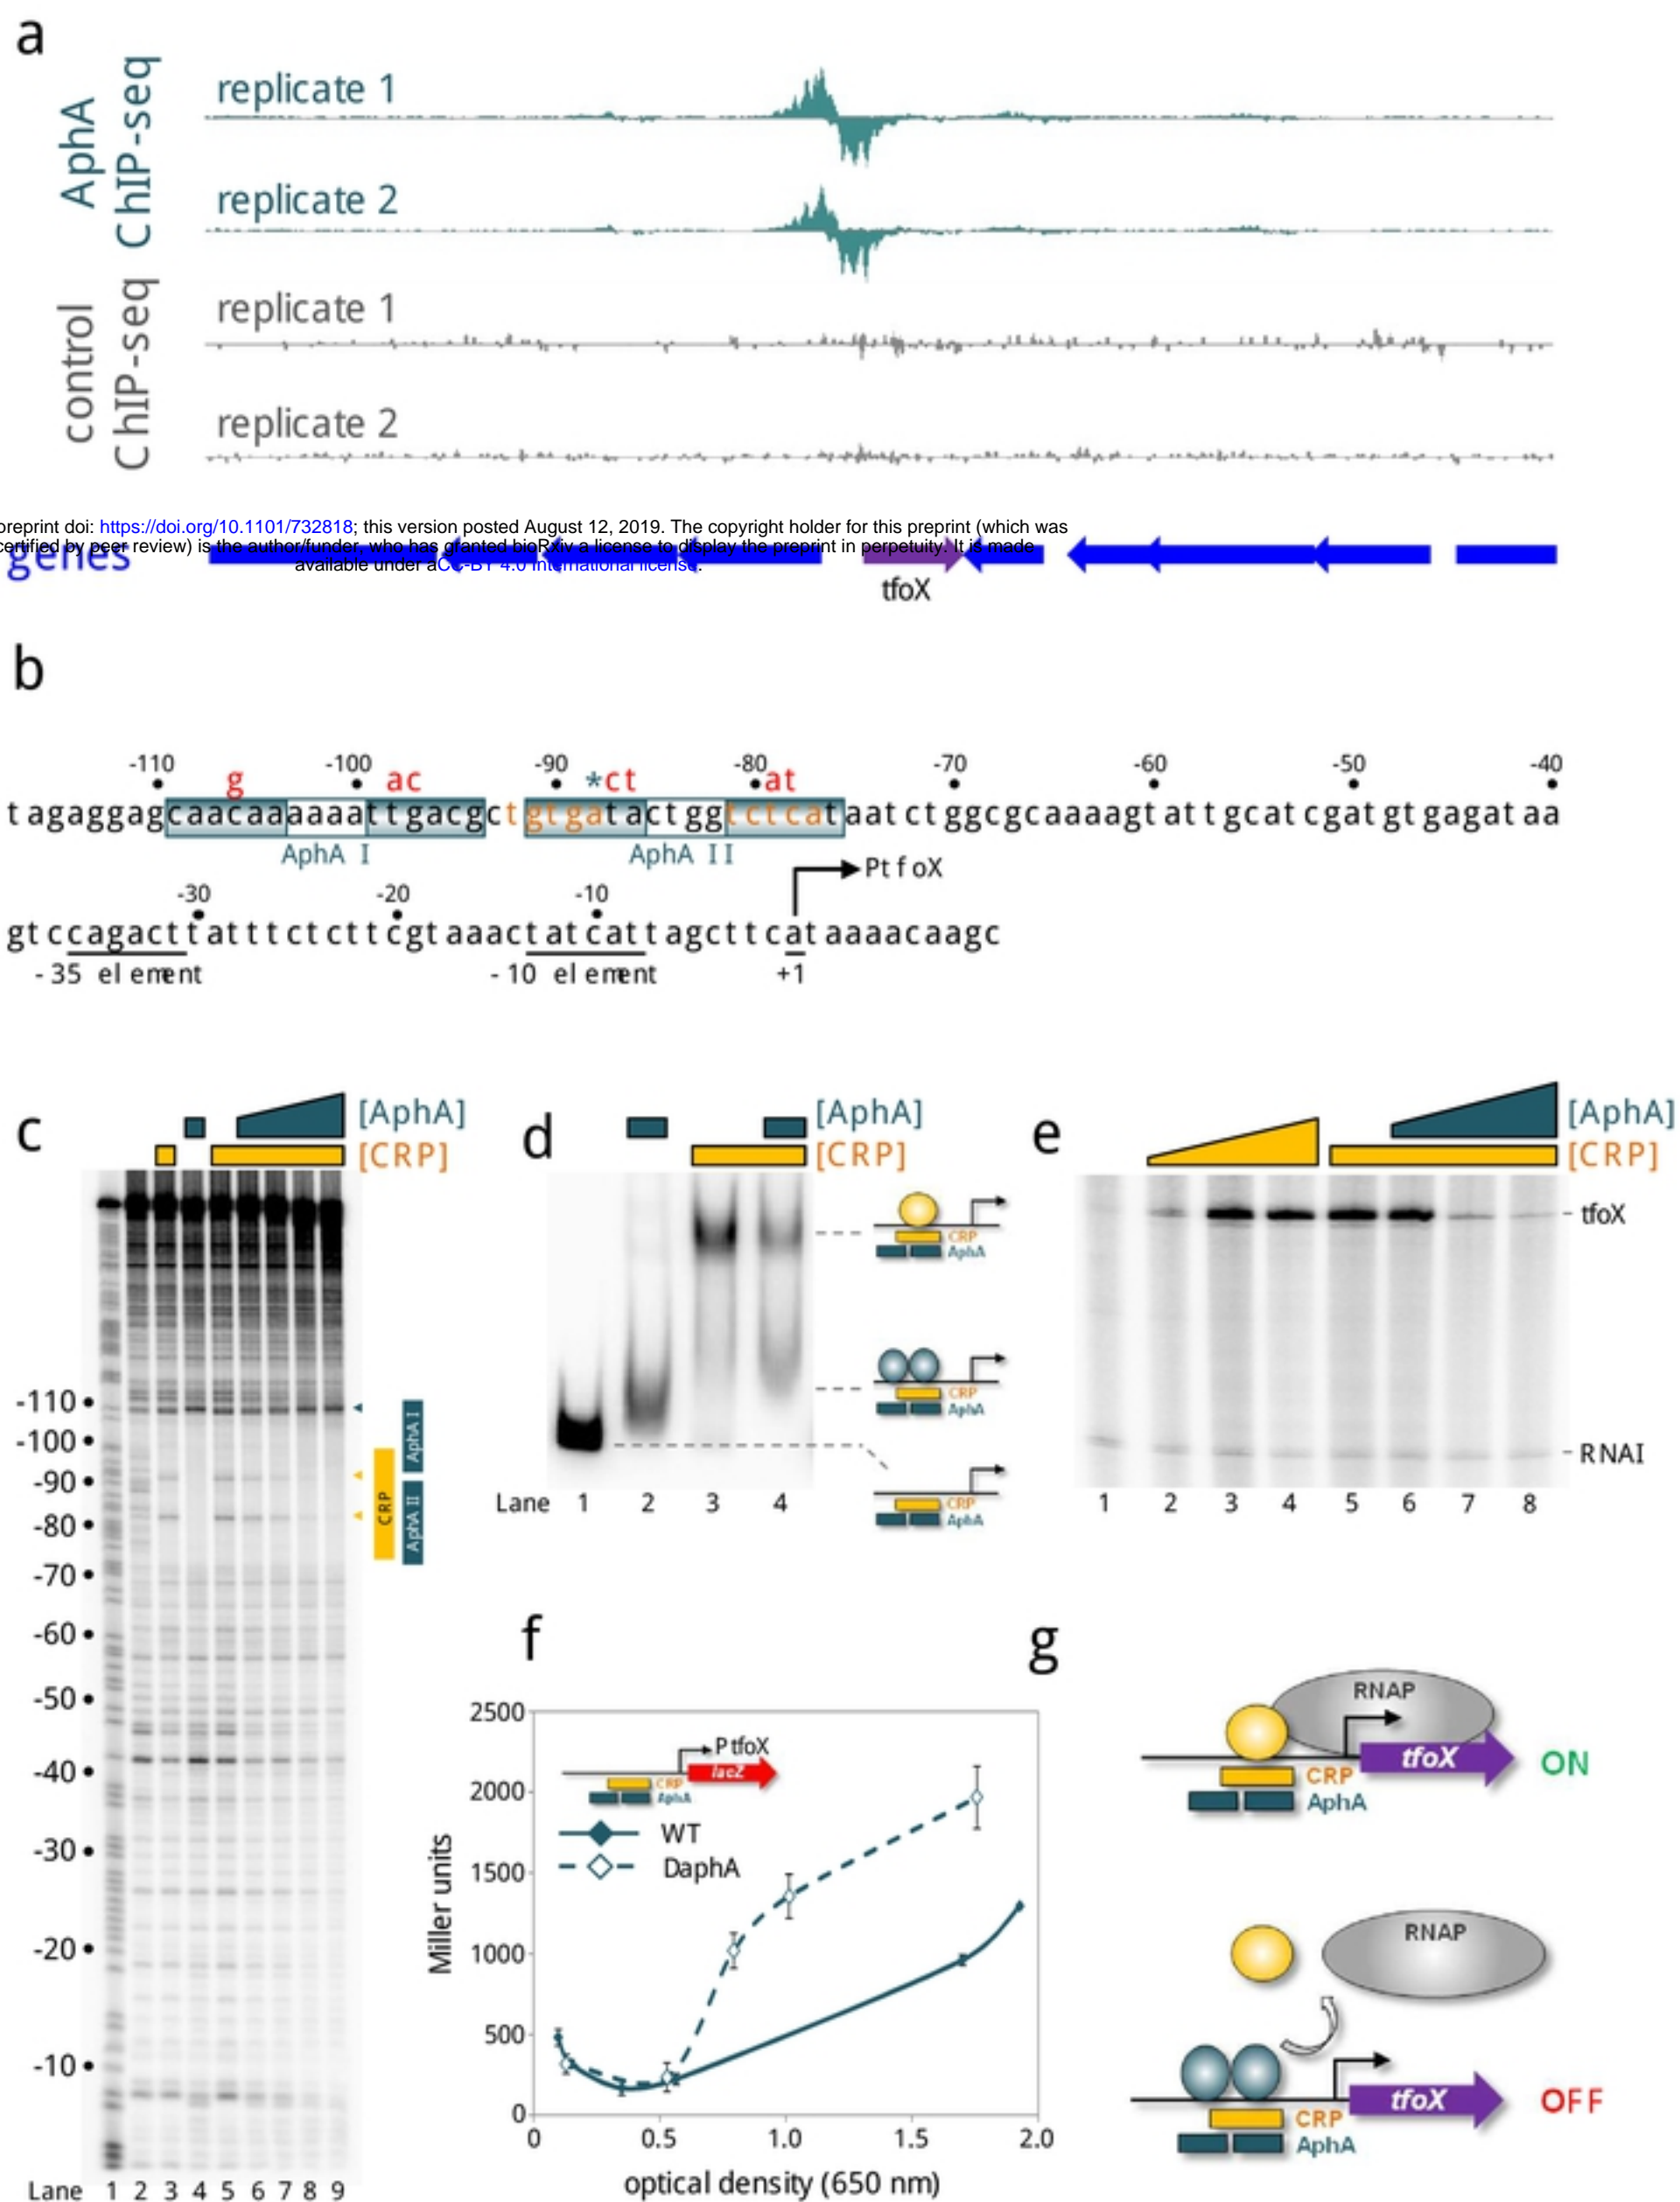 a
AphA
ChIP-seq
replicate 1
replicate 2
control
ChIP-seq
replicate 1
replicate 2
preprint doi: https://doi.org/10.1101/732818; this version posted August 12, 2019. The copyright holder for this preprint (which was
certified by peer review) is the author/funder, who has granted bioRxiv a license to display the preprint in perpetuity. It is made
available under aCC-BY 4.0 International license.
genes
tfoX
b
-110 -100 -90 -80 -70 -60 -50 -40
g ac *ct at
tagaggagcaacaaaaaattgacgctgtgatactggtctcataatctggcgcaaaagtattgcatcgatgtgagataa
AphA I AphA II
PtfoX
-30 -20 -10
gtccagacttatttctcttcgtaaactatcattagcttcataaaacaagc
-35 element -10 element +1
c
[AphA]
[CRP]
-110
-100
-90
-80
-70
-60
-50
-40
-30
-20
-10
CRP
AphA I
AphA II
Lane 1 2 3 4 5 6 7 8 9
d
[AphA]
[CRP]
CRP
AphA
CRP
AphA
CRP
AphA
Lane 1 2 3 4
e
[AphA]
[CRP]
tfoX
RNAI
1 2 3 4 5 6 7 8
f
2500
2000
1500
1000
500
0
Miller units
PtfoX
lacZ
CRP
AphA
WT
DaphA
0 0.5 1.0 1.5 2.0
optical density (650 nm)
g
RNAP
tfoX
ON
CRP
AphA
RNAP
tfoX
OFF
CRP
AphA